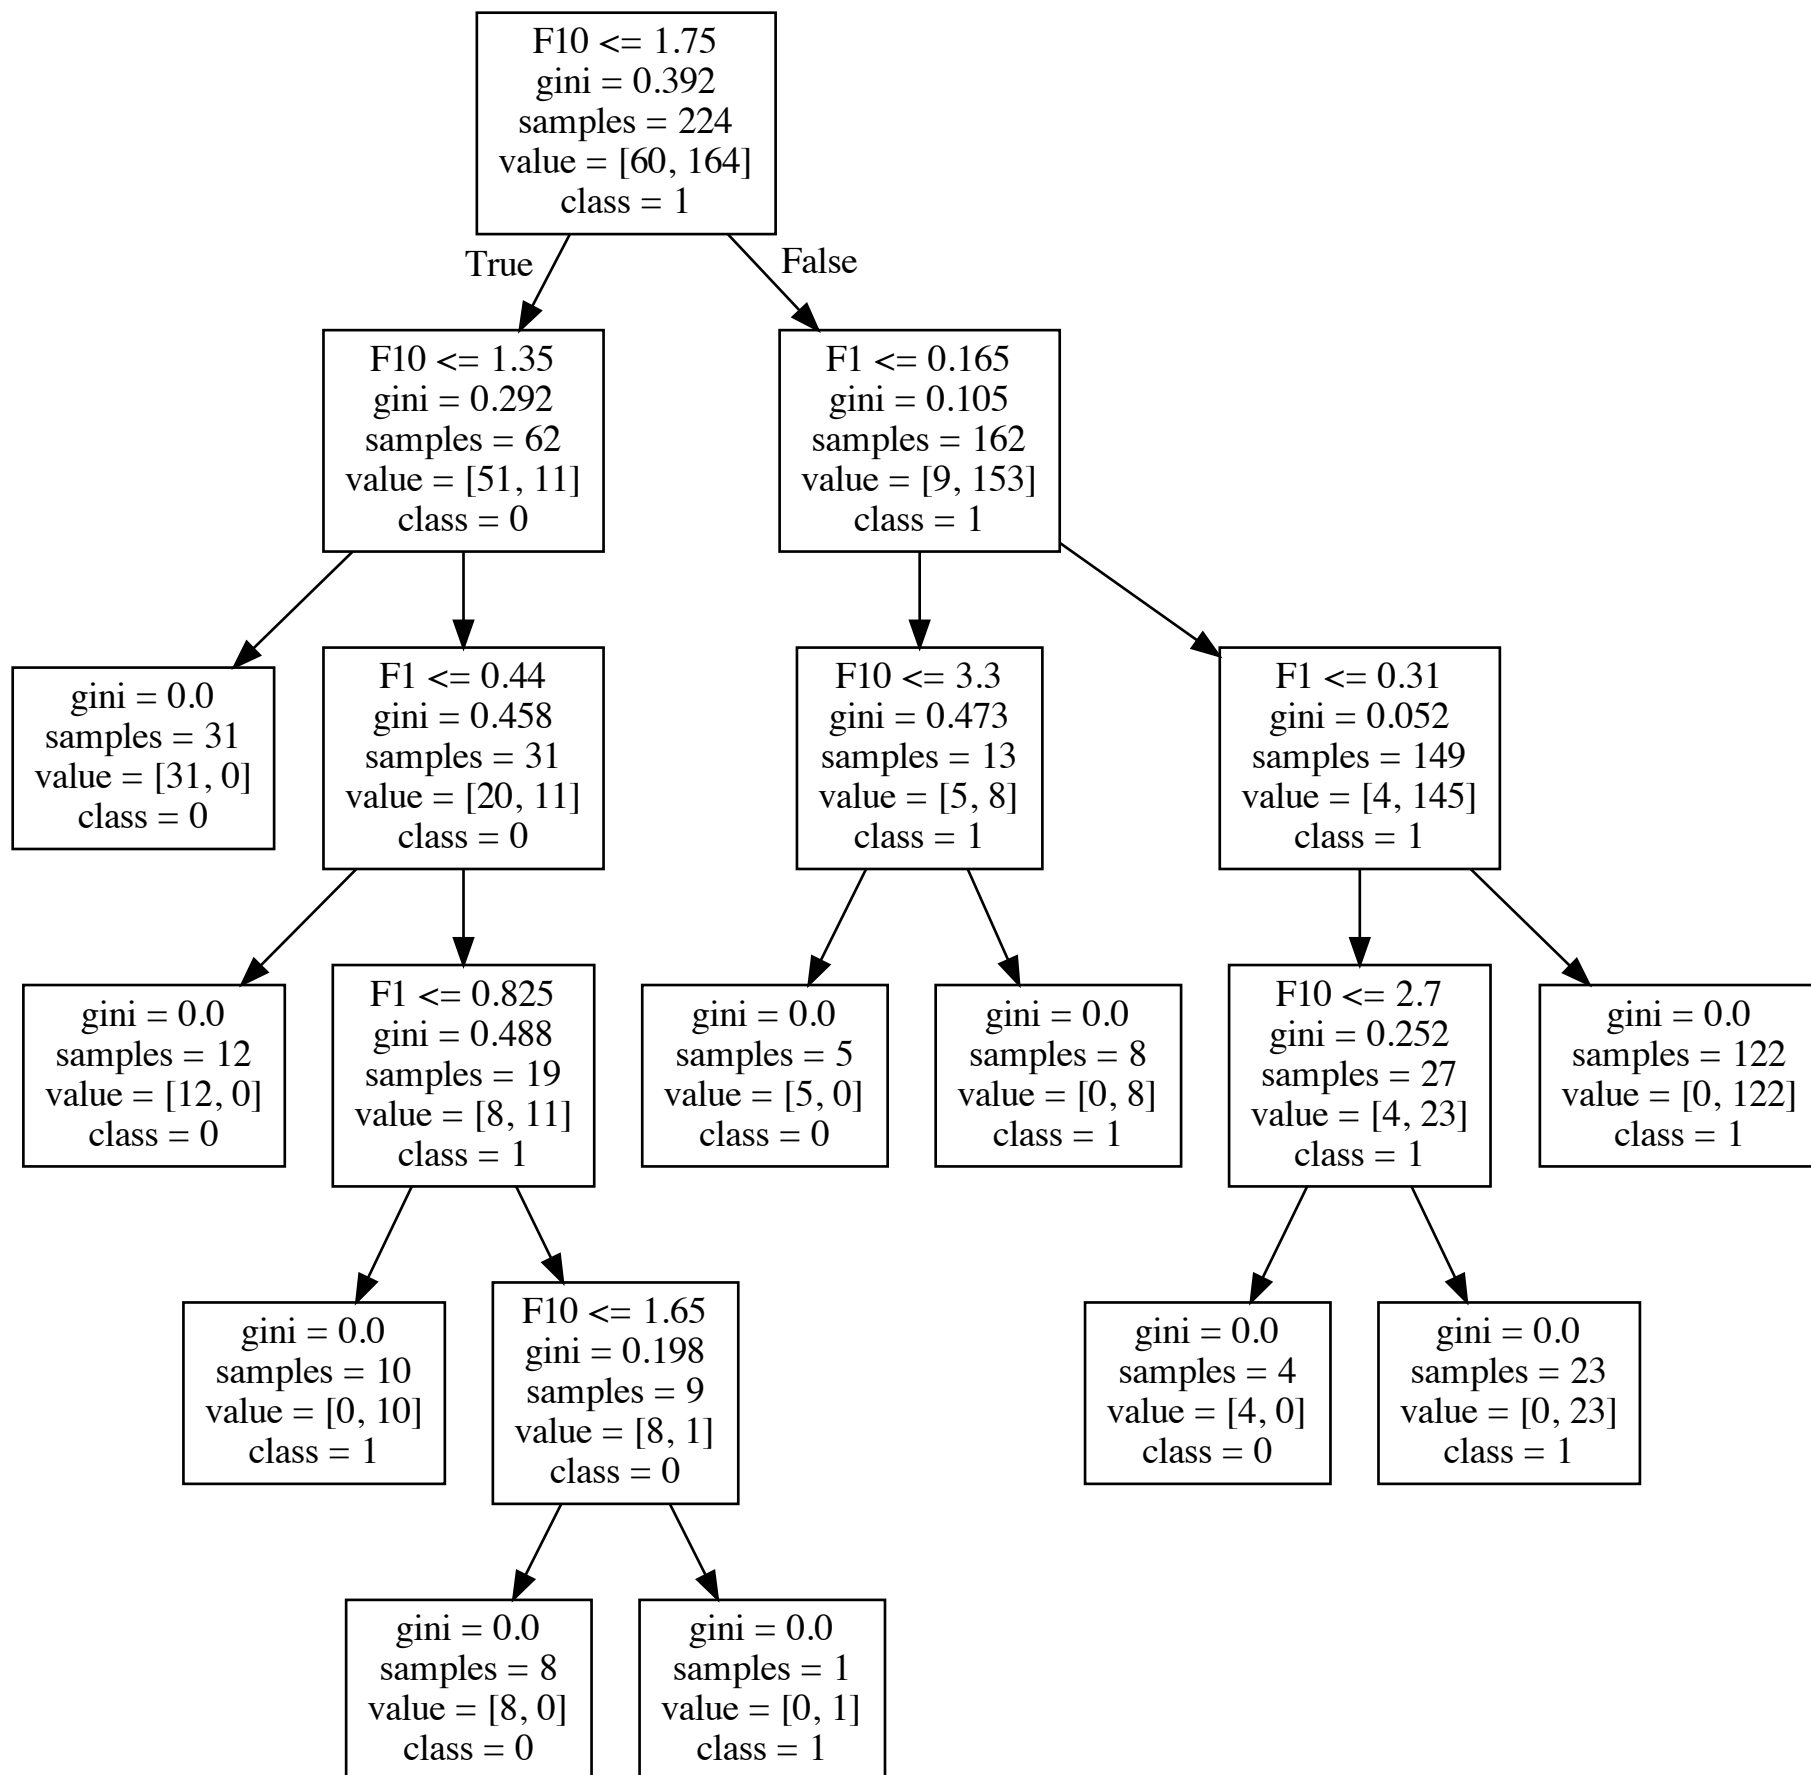 F10 <= 1.75
gini = 0.392
samples = 224
value = [60, 164]
class = 1
True
False
F10 <= 1.35
gini = 0.292
samples = 62
value = [51, 11]
class = 0
F1 <= 0.165
gini = 0.105
samples = 162
value = [9, 153]
class = 1
gini = 0.0
samples = 31
value = [31, 0]
class = 0
F1 <= 0.44
gini = 0.458
samples = 31
value = [20, 11]
class = 0
F10 <= 3.3
gini = 0.473
samples = 13
value = [5, 8]
class = 1
F1 <= 0.31
gini = 0.052
samples = 149
value = [4, 145]
class = 1
gini = 0.0
samples = 12
value = [12, 0]
class = 0
F1 <= 0.825
gini = 0.488
samples = 19
value = [8, 11]
class = 1
gini = 0.0
samples = 5
value = [5, 0]
class = 0
gini = 0.0
samples = 8
value = [0, 8]
class = 1
F10 <= 2.7
gini = 0.252
samples = 27
value = [4, 23]
class = 1
gini = 0.0
samples = 122
value = [0, 122]
class = 1
gini = 0.0
samples = 10
value = [0, 10]
class = 1
F10 <= 1.65
gini = 0.198
samples = 9
value = [8, 1]
class = 0
gini = 0.0
samples = 4
value = [4, 0]
class = 0
gini = 0.0
samples = 23
value = [0, 23]
class = 1
gini = 0.0
samples = 8
value = [8, 0]
class = 0
gini = 0.0
samples = 1
value = [0, 1]
class = 1